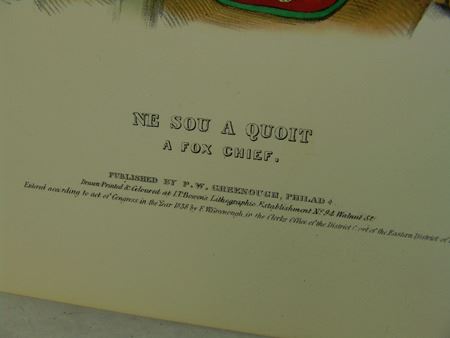 NE SOU A QUOIT
A FOX CHIEF.
PUBLISHED BY F. W. GREENOUGH, PHILADA.
Drawn Printed & Coloured at I. T. Bowen's Lithographic Establishment No. 94 Walnut St.
Entered according to act of Congress in the Year 1838 by F. W. Greenough in the Clerks Office of the District Court of the Eastern District of